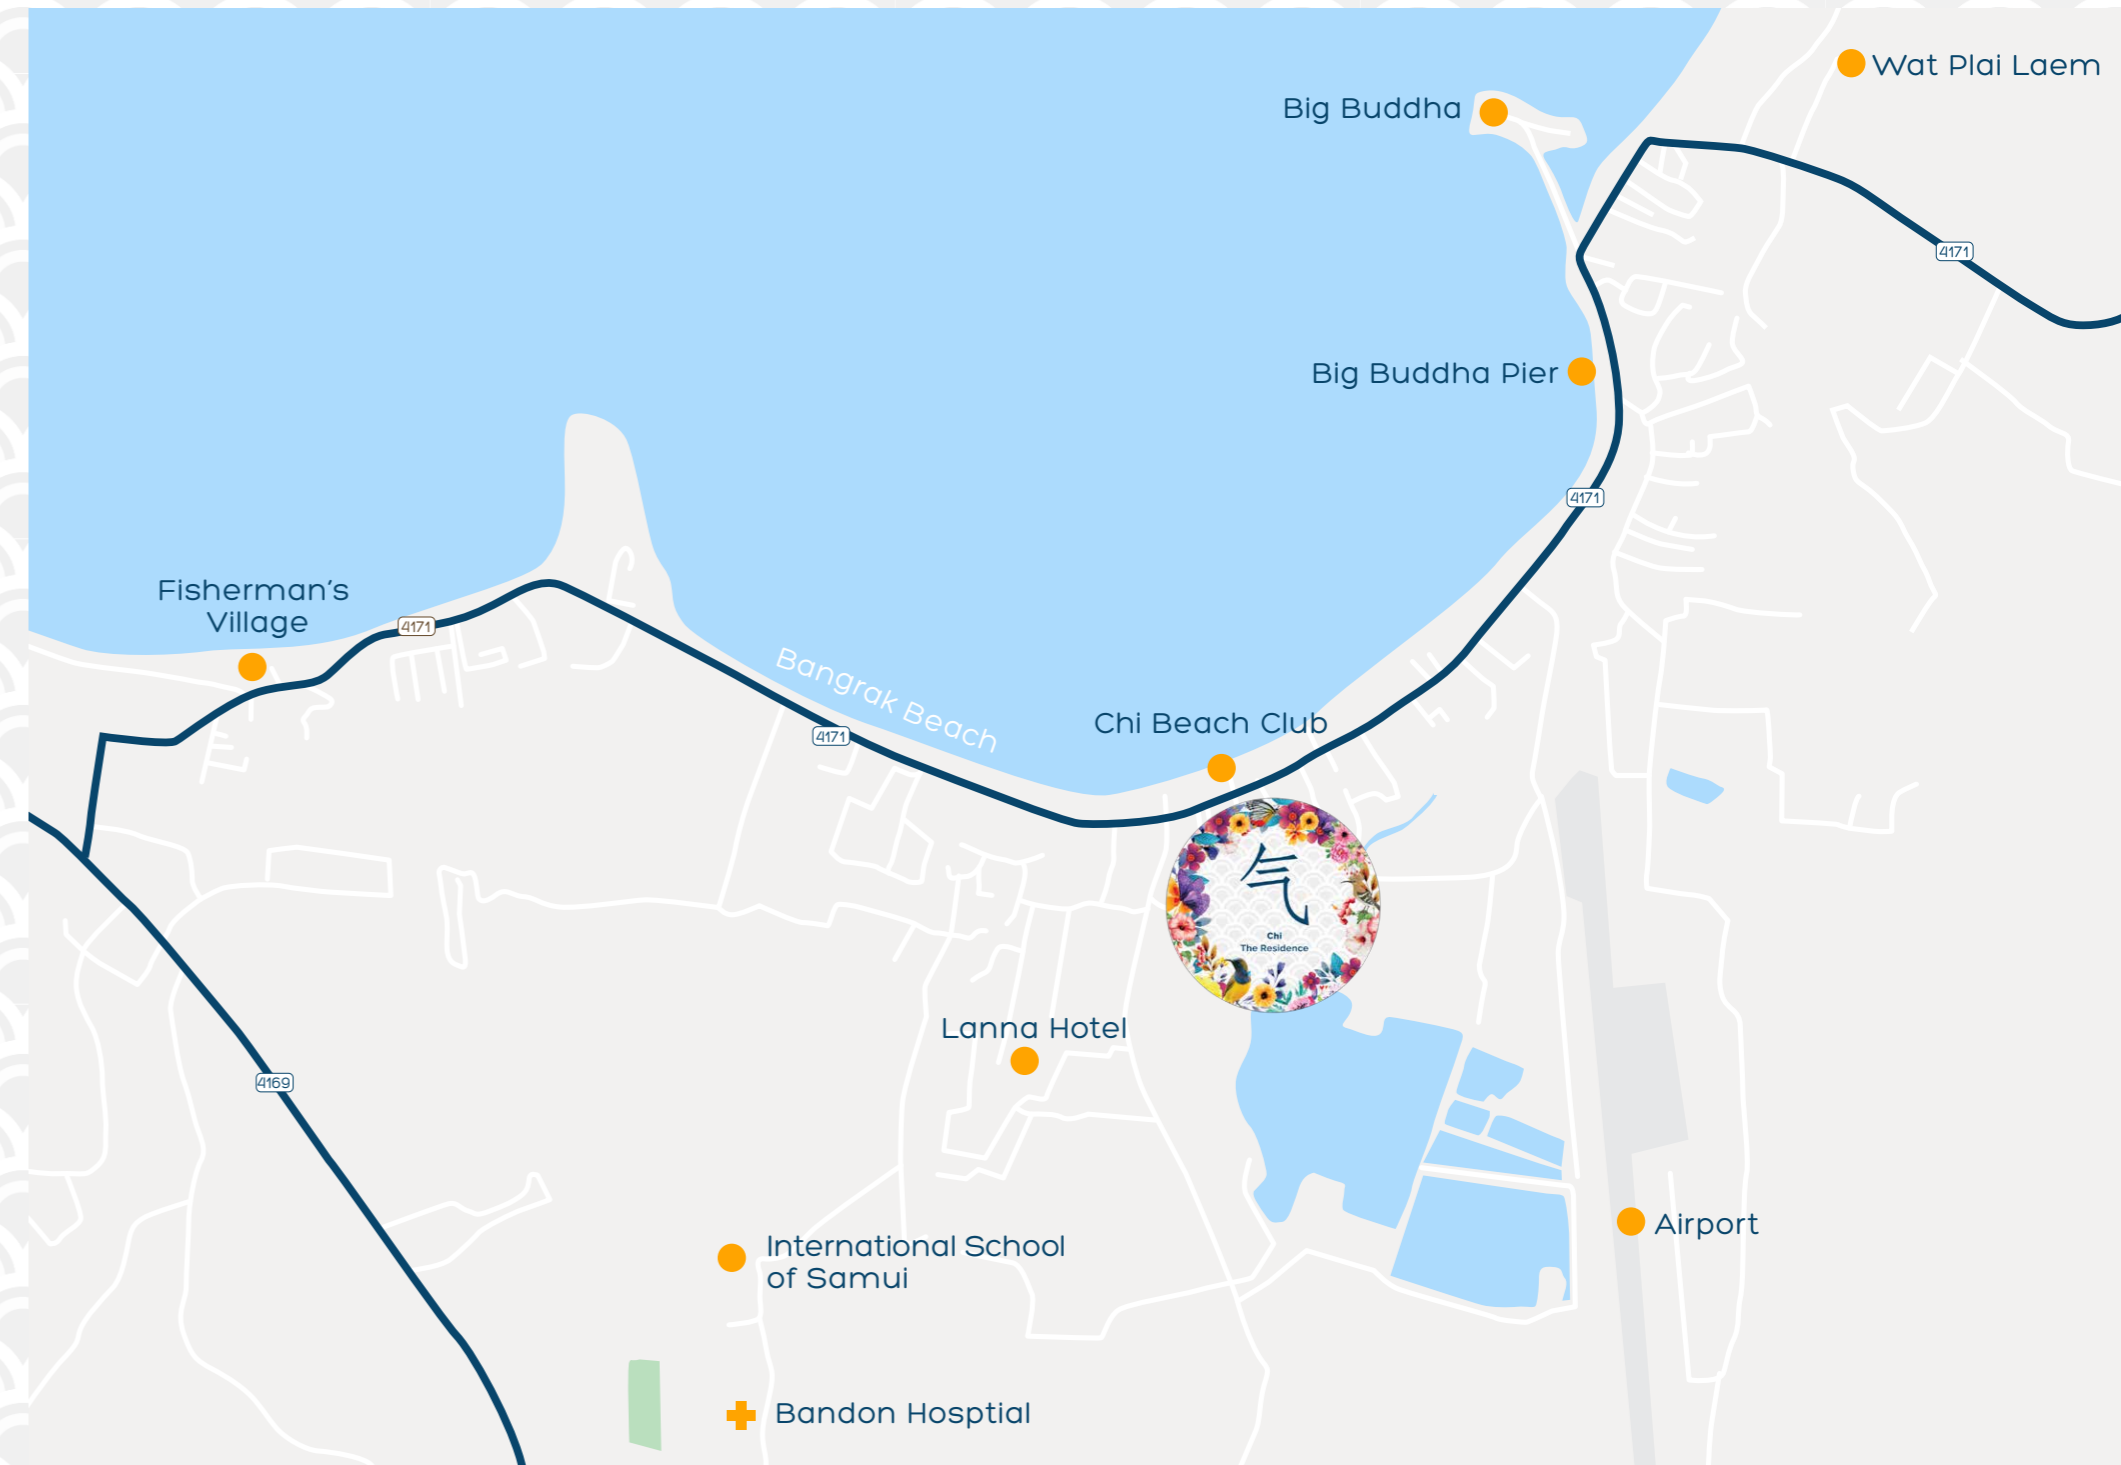 Wat Plai Laem
Big Buddha
4171
Big Buddha Pier
4171
Fisherman's
Village
4171
Bangrak Beach
4171
Chi Beach Club
气
Chi
The Residence
Lanna Hotel
4169
International School
of Samui
Airport
Bandon Hosptial